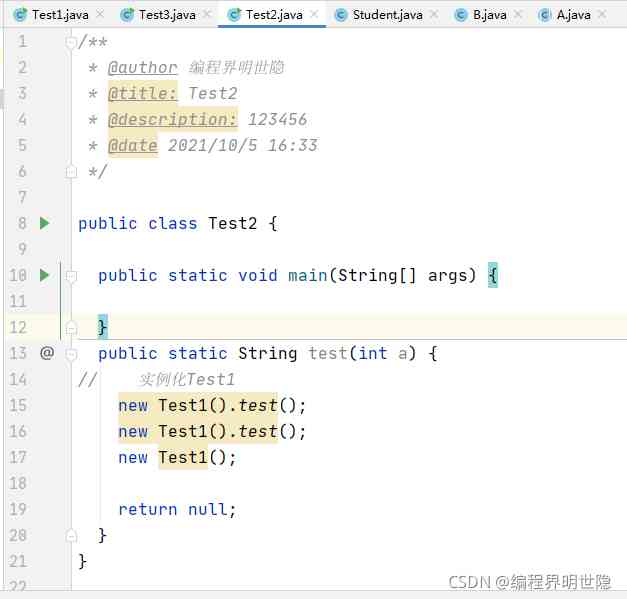 Test1.java Test3.java Test2.java Student.java B.java A.java
1 /**
2 * @author 编程界明世隐
3 * @title: Test2
4 * @description: 123456
5 * @date 2021/10/5 16:33
6 */
7
8 public class Test2 {
9
10 public static void main(String[] args) {
11
12 }
13 @ public static String test(int a) {
14 // 实例化Test1
15 new Test1().test();
16 new Test1().test();
17 new Test1();
18
19 return null;
20 }
21 }
22
CSDN @编程界明世隐